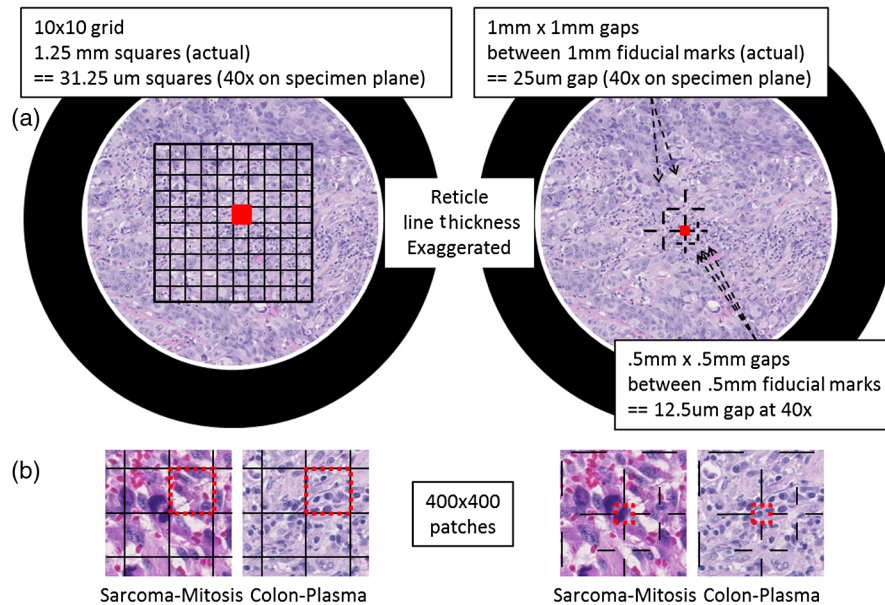 10x10 grid
1.25 mm squares (actual)
== 31.25 um squares (40x on specimen plane)
1mm x 1mm gaps
between 1mm fiducial marks (actual)
== 25um gap (40x on specimen plane)
(a)
Reticle
line thickness
Exaggerated
.5mm x .5mm gaps
between .5mm fiducial marks
== 12.5um gap at 40x
(b)
400x400
patches
Sarcoma-Mitosis Colon-Plasma
Sarcoma-Mitosis Colon-Plasma